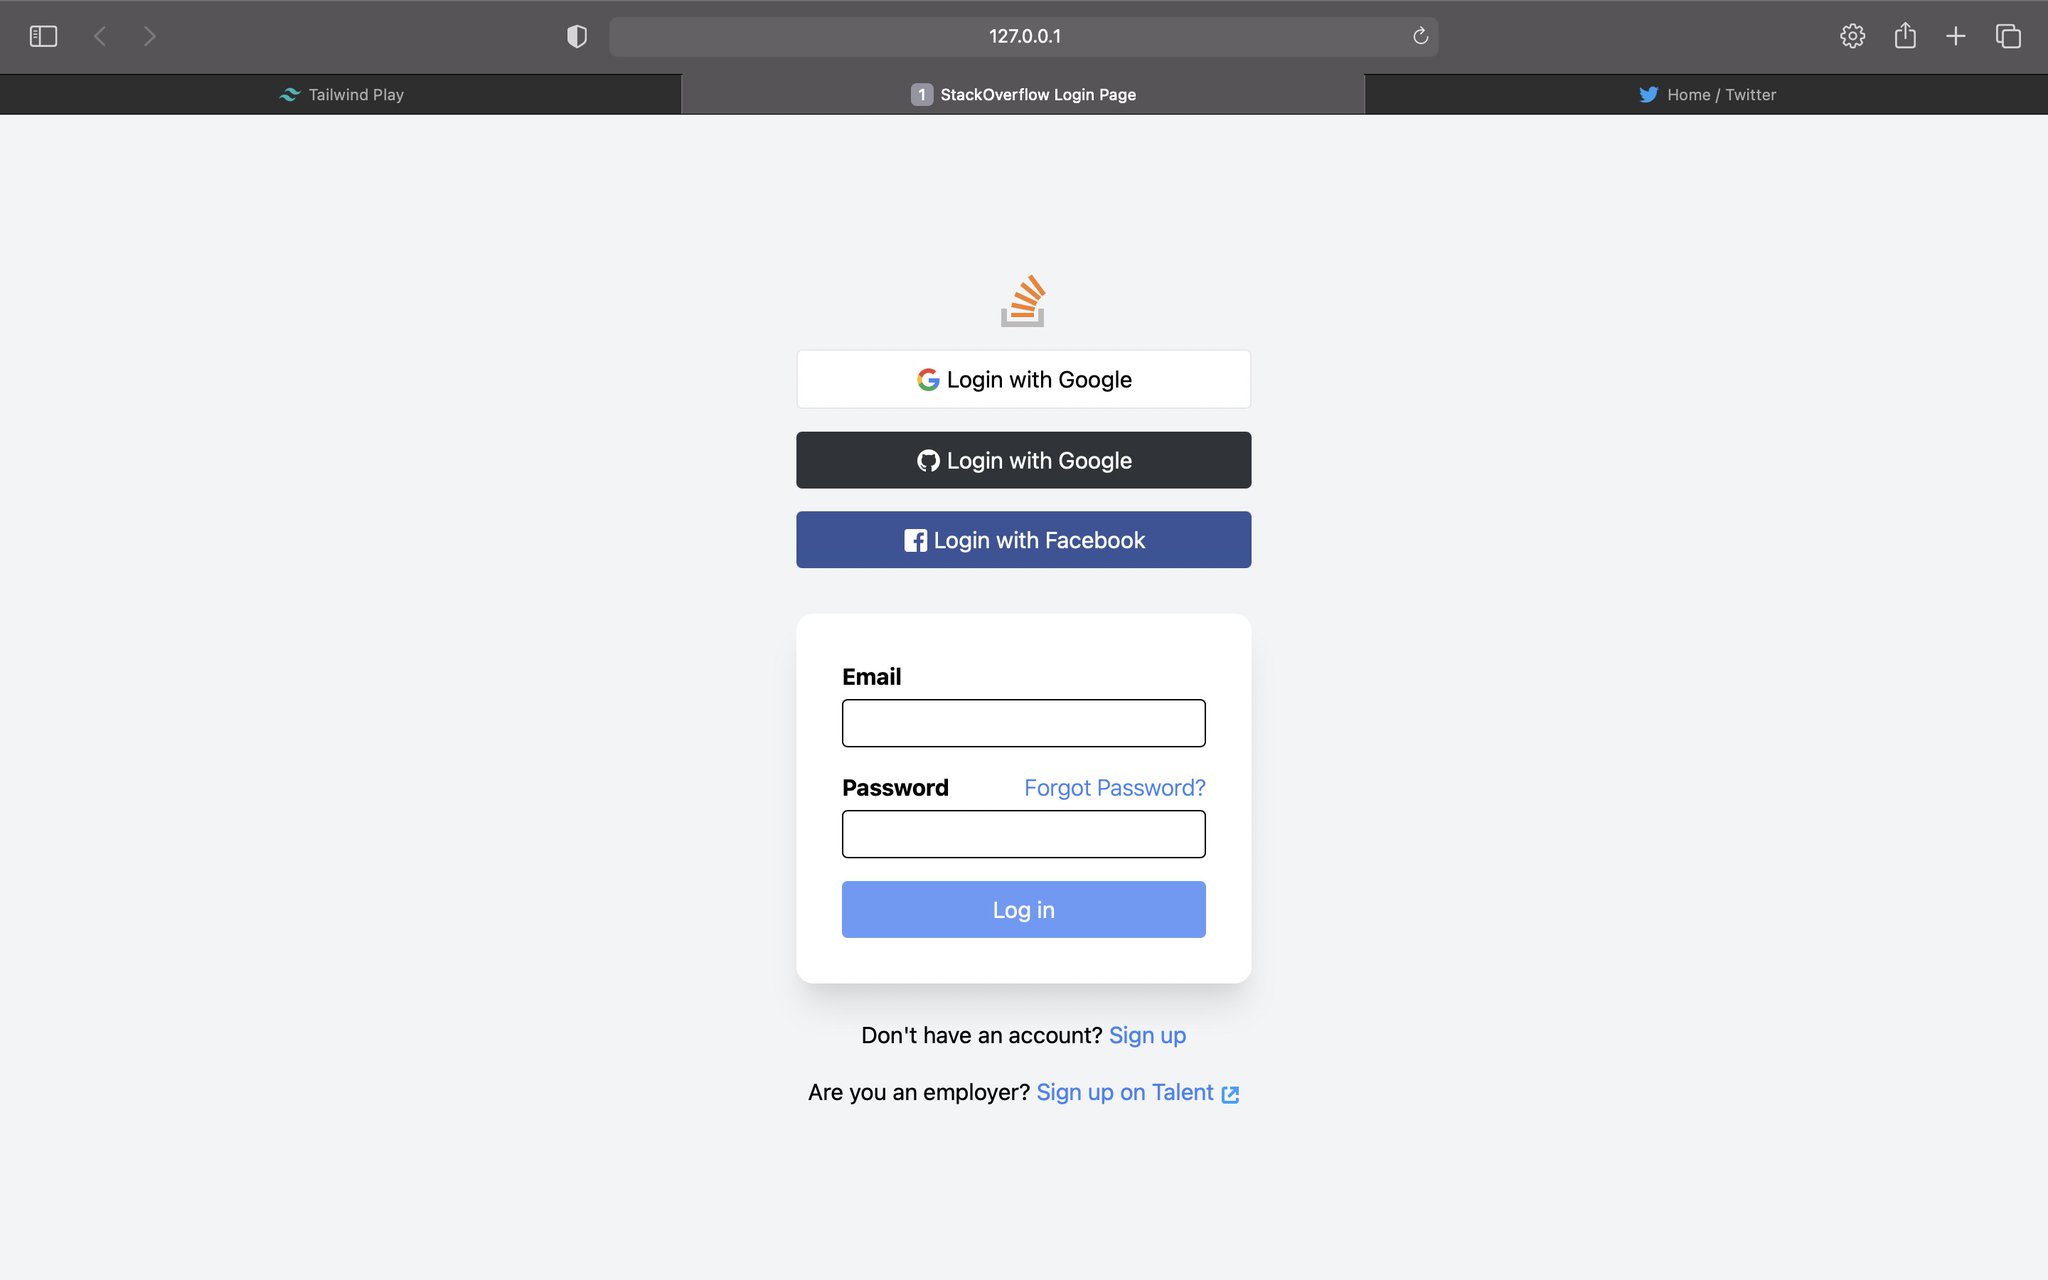 127.0.0.1
Tailwind Play
1 StackOverflow Login Page
Home / Twitter
Login with Google
Login with Google
Login with Facebook
Email
Password Forgot Password?
Log in
Don't have an account? Sign up
Are you an employer? Sign up on Talent